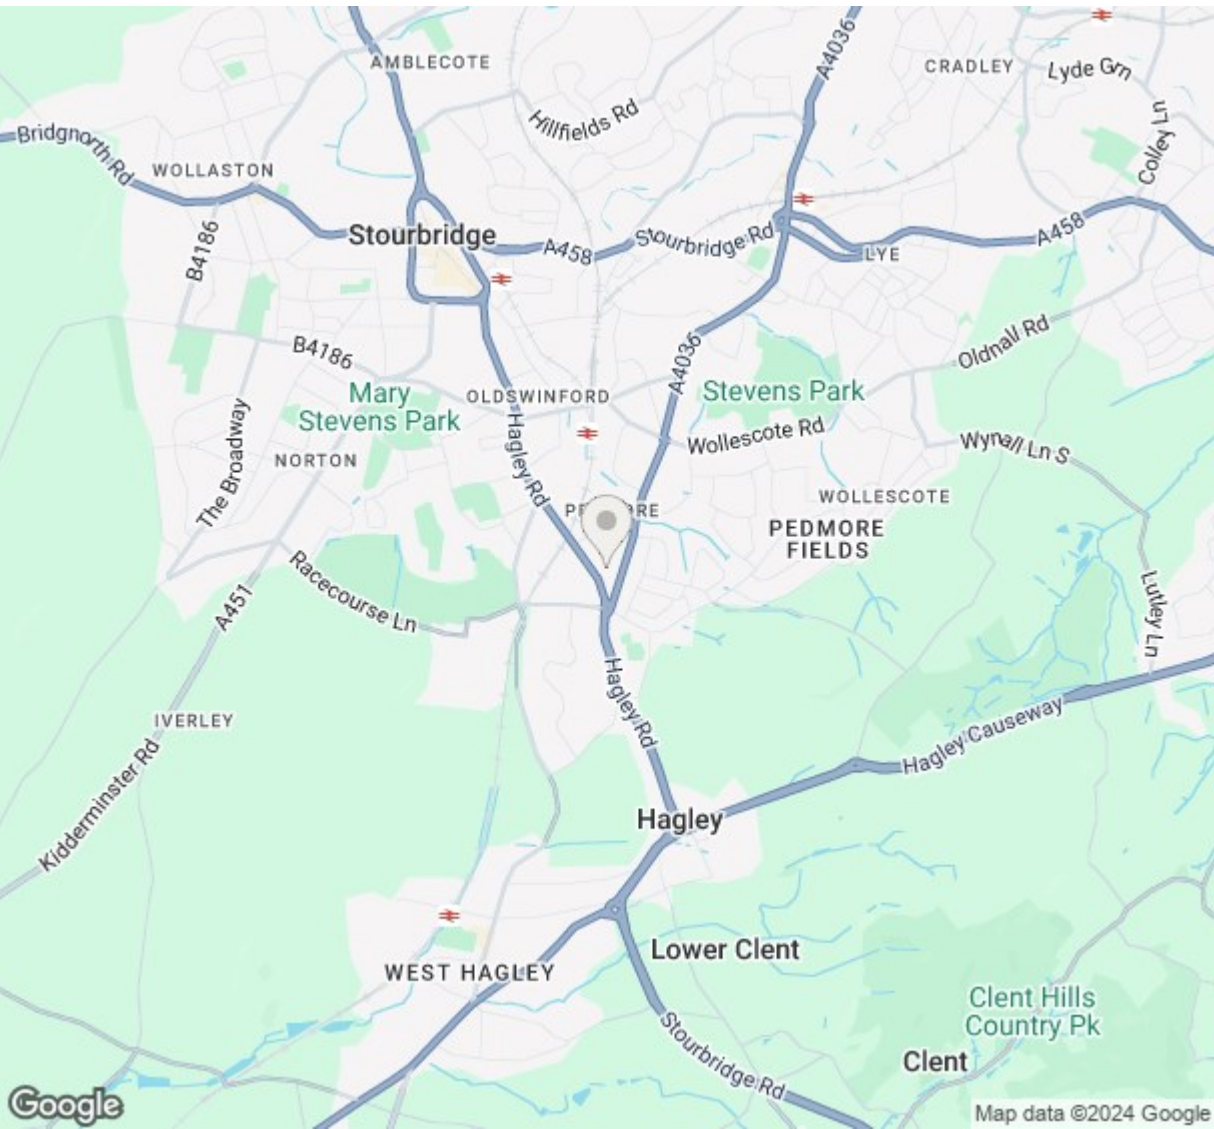 AMBLECOTE
A4036
CRADLEY
Lyde Grn
Hillfields Rd
Colley Ln
Bridgnorth Rd
WOLLASTON
B4186
Stourbridge
A458
Stourbridge Rd
LYE
A458
B4186
A4036
Oldnall Rd
Mary
Stevens Park
OLDSWINFORD
Stevens Park
The Broadway
NORTON
Hagley Rd
Wollescote Rd
Wynall Ln S
WOLLESCOTE
PEDMORE
FIELDS
Racecourse Ln
A451
Lutley Ln
IVERLEY
Hagley Rd
Hagley Causeway
Kidderminster Rd
Hagley
WEST HAGLEY
Lower Clent
Clent Hills
Country Pk
Stourbridge Rd
Clent
Google
Map data ©2024 Google